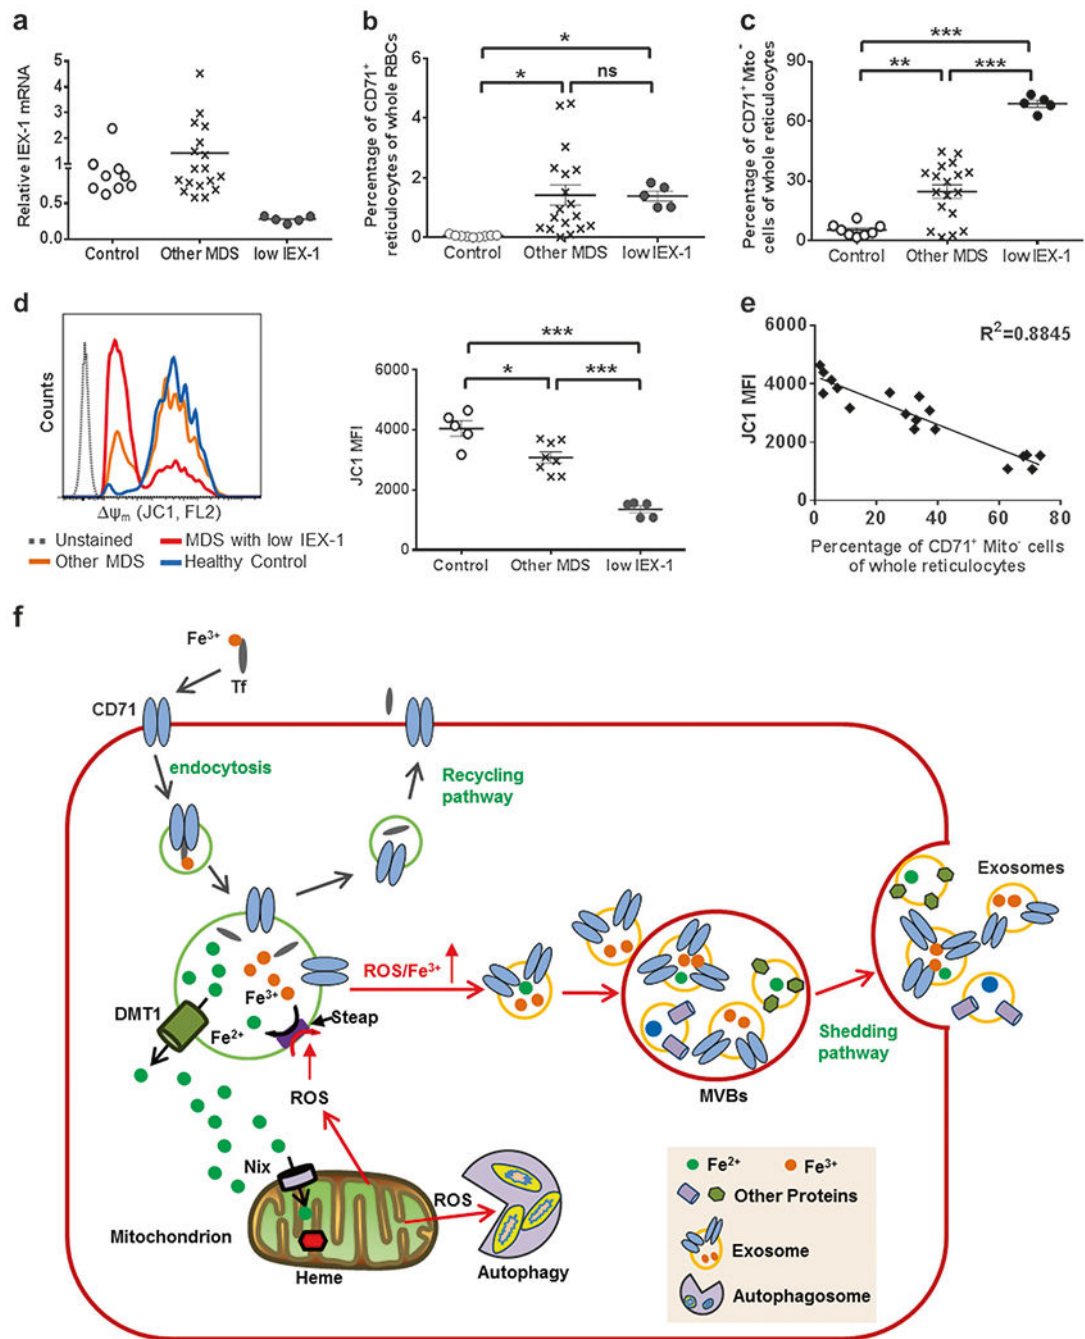 a
Relative IEX-1 mRNA
5
4
3
2
1
1
0.5
0.0
Control
Other MDS
low IEX-1
b
Percentage of CD71⁺
reticulocytes of whole RBCs
6
4
2
0
*
*
ns
Control
Other MDS
low IEX-1
c
Percentage of CD71⁺ Mito⁻
cells of whole reticulocytes
90
60
30
0
***
**
***
Control
Other MDS
low IEX-1
d
Counts
Δψm (JC1, FL2)
Unstained
MDS with low IEX-1
Other MDS
Healthy Control
JC1 MFI
6000
4000
2000
0
***
*
***
Control
Other MDS
low IEX-1
e
JC1 MFI
6000
4000
2000
0
R²=0.8845
0
20
40
60
80
Percentage of CD71⁺ Mito⁻ cells
of whole reticulocytes
f
Fe³⁺
Tf
CD71
endocytosis
Recycling
pathway
Exosomes
ROS/Fe³⁺
Fe³⁺
DMT1
Fe²⁺
Steap
Shedding
pathway
MVBs
ROS
Nix
ROS
Mitochondrion
Heme
Autophagy
Fe²⁺
Fe³⁺
Other Proteins
Exosome
Autophagosome